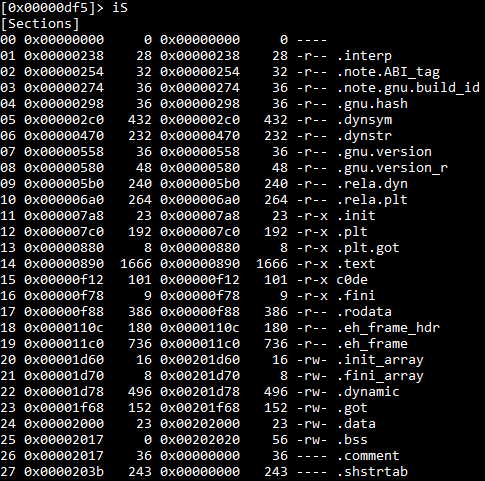 [0x00000df5]> iS
[Sections]
00 0x00000000     0 0x00000000     0 ----
01 0x00000238    28 0x00000238    28 -r-- .interp
02 0x00000254    32 0x00000254    32 -r-- .note.ABI_tag
03 0x00000274    36 0x00000274    36 -r-- .note.gnu.build_id
04 0x00000298    36 0x00000298    36 -r-- .gnu.hash
05 0x000002c0   432 0x000002c0   432 -r-- .dynsym
06 0x00000470   232 0x00000470   232 -r-- .dynstr
07 0x00000558    36 0x00000558    36 -r-- .gnu.version
08 0x00000580    48 0x00000580    48 -r-- .gnu.version_r
09 0x000005b0   240 0x000005b0   240 -r-- .rela.dyn
10 0x000006a0   264 0x000006a0   264 -r-- .rela.plt
11 0x000007a8    23 0x000007a8    23 -r-x .init
12 0x000007c0   192 0x000007c0   192 -r-x .plt
13 0x00000880     8 0x00000880     8 -r-x .plt.got
14 0x00000890  1666 0x00000890  1666 -r-x .text
15 0x00000f12   101 0x00000f12   101 -r-x c0de
16 0x00000f78     9 0x00000f78     9 -r-x .fini
17 0x00000f88   386 0x00000f88   386 -r-- .rodata
18 0x0000110c   180 0x0000110c   180 -r-- .eh_frame_hdr
19 0x000011c0   736 0x000011c0   736 -r-- .eh_frame
20 0x00001d60    16 0x00201d60    16 -rw- .init_array
21 0x00001d70     8 0x00201d70     8 -rw- .fini_array
22 0x00001d78   496 0x00201d78   496 -rw- .dynamic
23 0x00001f68   152 0x00201f68   152 -rw- .got
24 0x00002000    23 0x00202000    23 -rw- .data
25 0x00002017     0 0x00202020    56 -rw- .bss
26 0x00002017    36 0x00000000    36 ---- .comment
27 0x0000203b   243 0x00000000   243 ---- .shstrtab